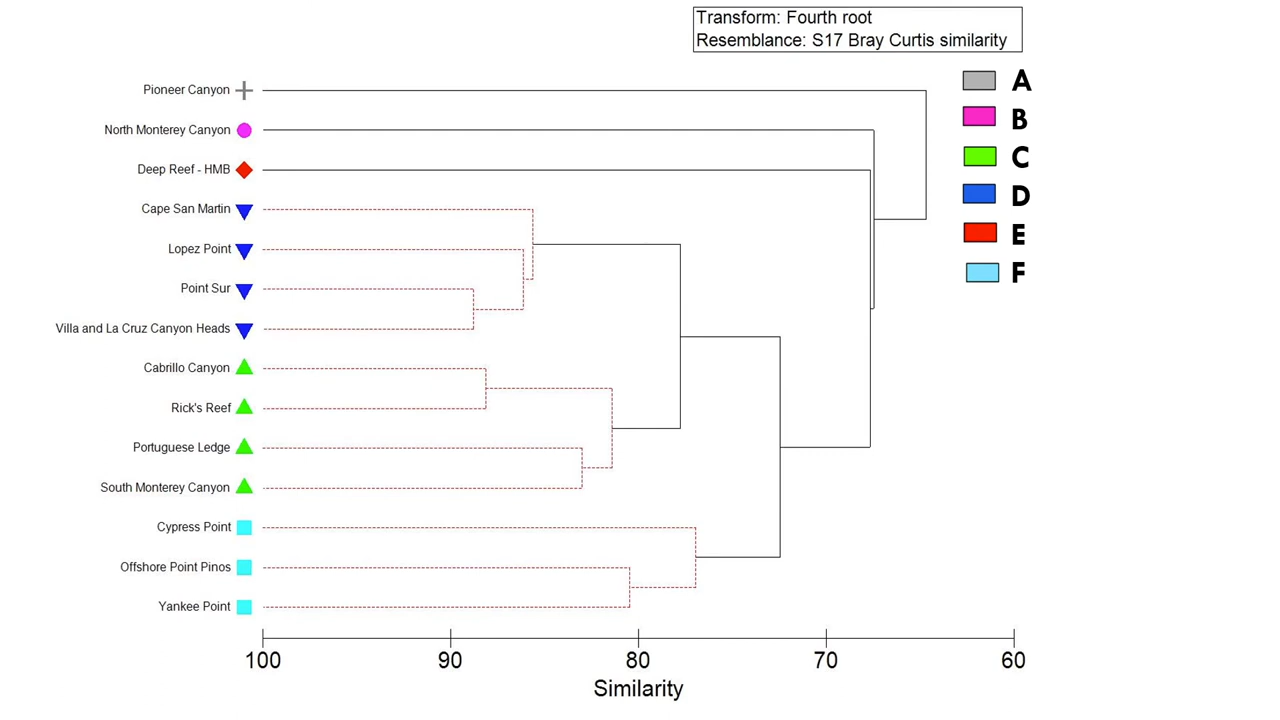 Transform: Fourth root
Resemblance: S17 Bray Curtis similarity
Pioneer Canyon
North Monterey Canyon
Deep Reef - HMB
Cape San Martin
Lopez Point
Point Sur
Villa and La Cruz Canyon Heads
Cabrillo Canyon
Rick's Reef
Portuguese Ledge
South Monterey Canyon
Cypress Point
Offshore Point Pinos
Yankee Point
A
B
C
D
E
F
100 90 80 70 60
Similarity